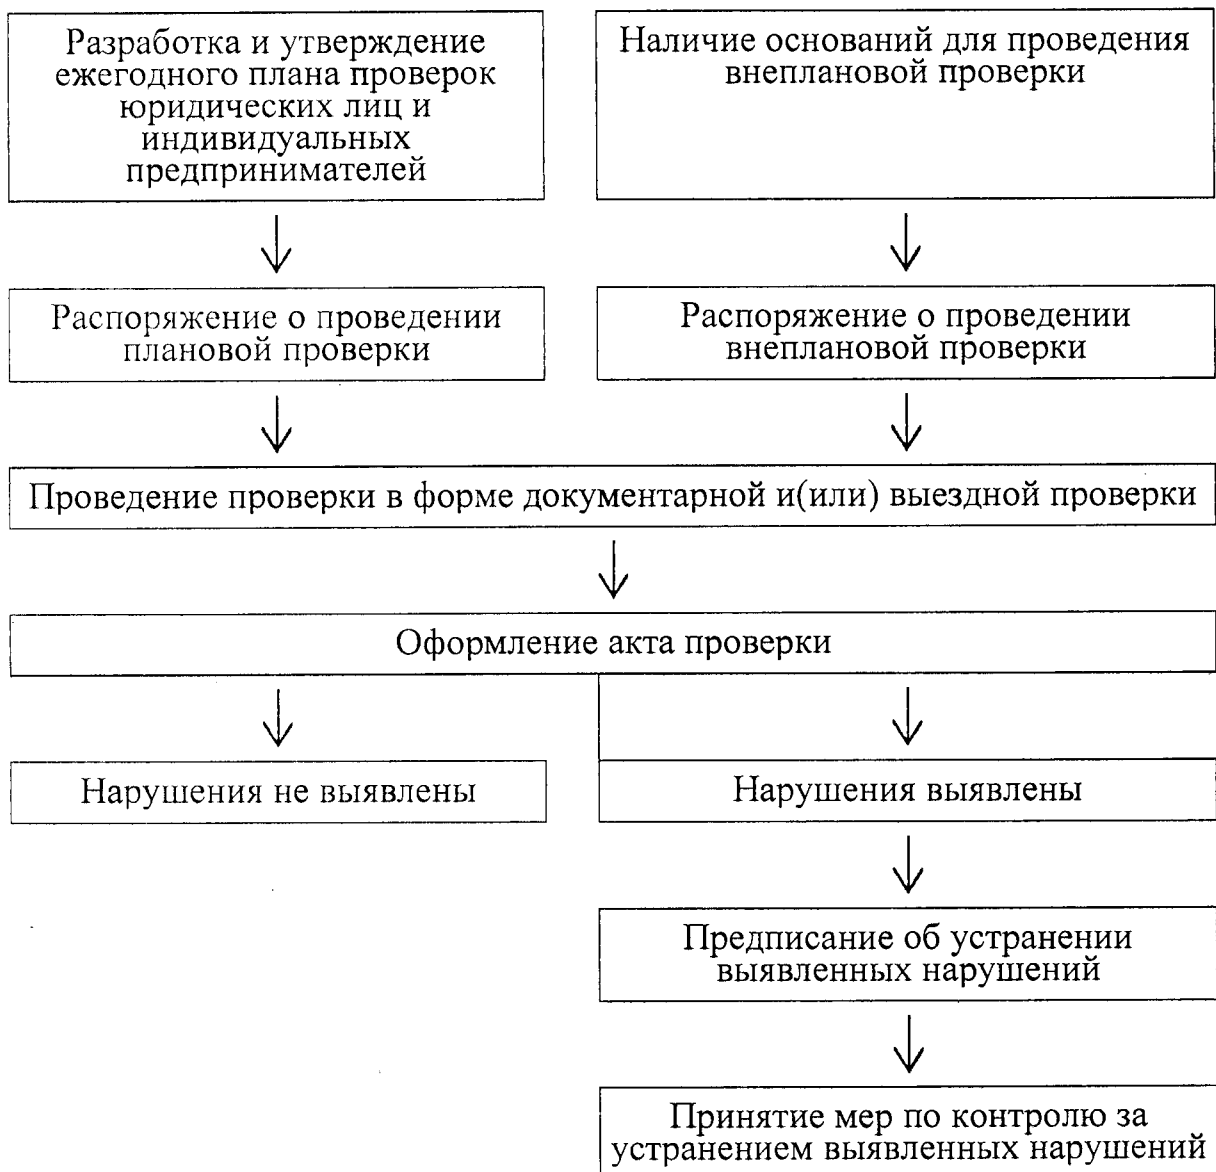 Разработка и утверждение
ежегодного плана проверок
юридических лиц и
индивидуальных
предпринимателей
Наличие оснований для проведения
внеплановой проверки
Распоряжение о проведении
плановой проверки
Распоряжение о проведении
внеплановой проверки
Проведение проверки в форме документарной и(или) выездной проверки
Оформление акта проверки
Нарушения не выявлены
Нарушения выявлены
Предписание об устранении
выявленных нарушений
Принятие мер по контролю за
устранением выявленных нарушений